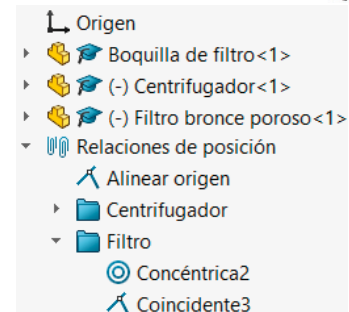 Origen
Boquilla de filtro<1>
(-) Centrifugador<1>
(-) Filtro bronce poroso<1>
Relaciones de posición
Alinear origen
Centrifugador
Filtro
Concéntrica2
Coincidente3